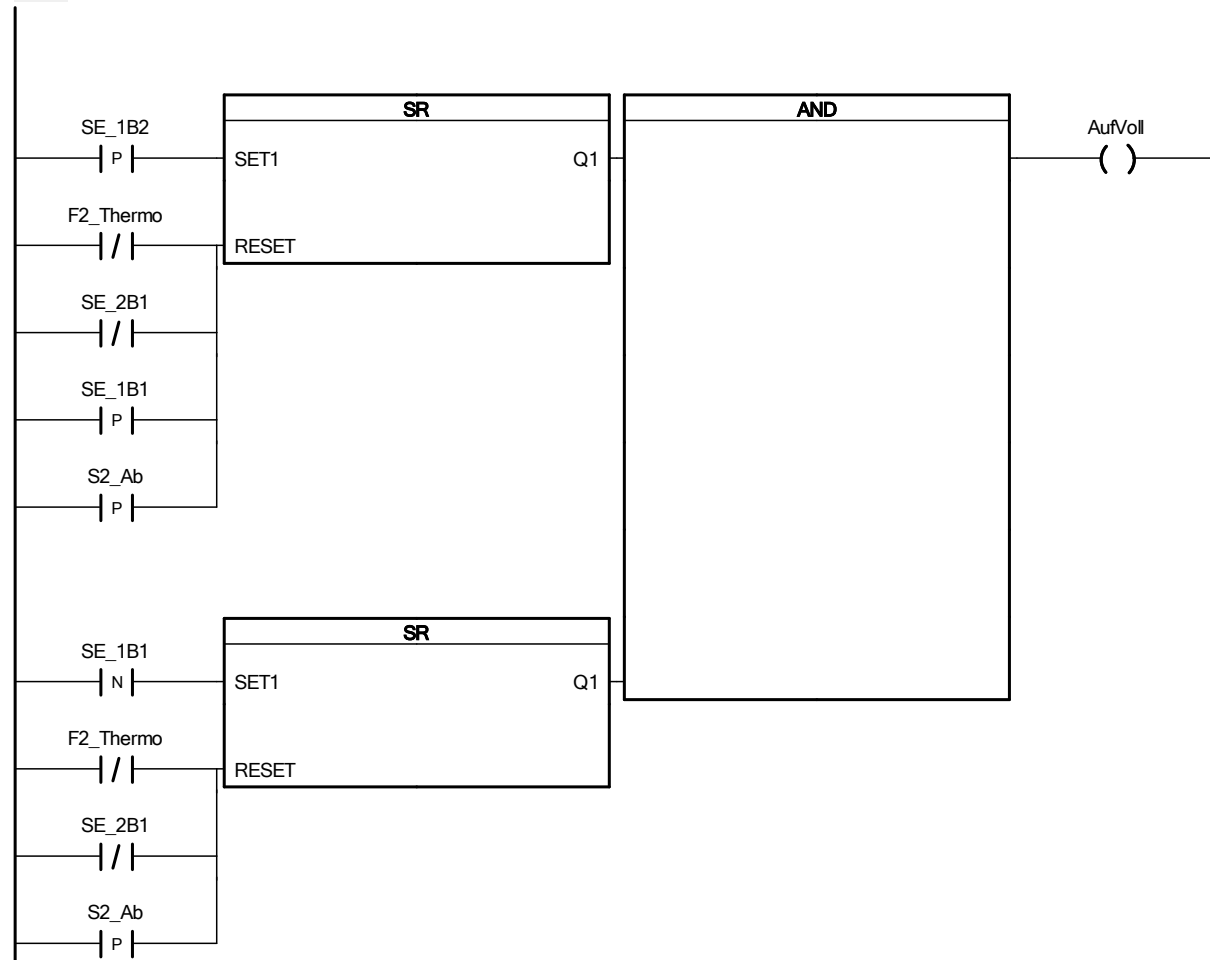 SR
AND
SE_1B2
AufVoll
P
SET1
Q1
F2_Thermo
/
RESET
SE_2B1
/
SE_1B1
P
S2_Ab
P
SR
SE_1B1
N
SET1
Q1
F2_Thermo
/
RESET
SE_2B1
/
S2_Ab
P